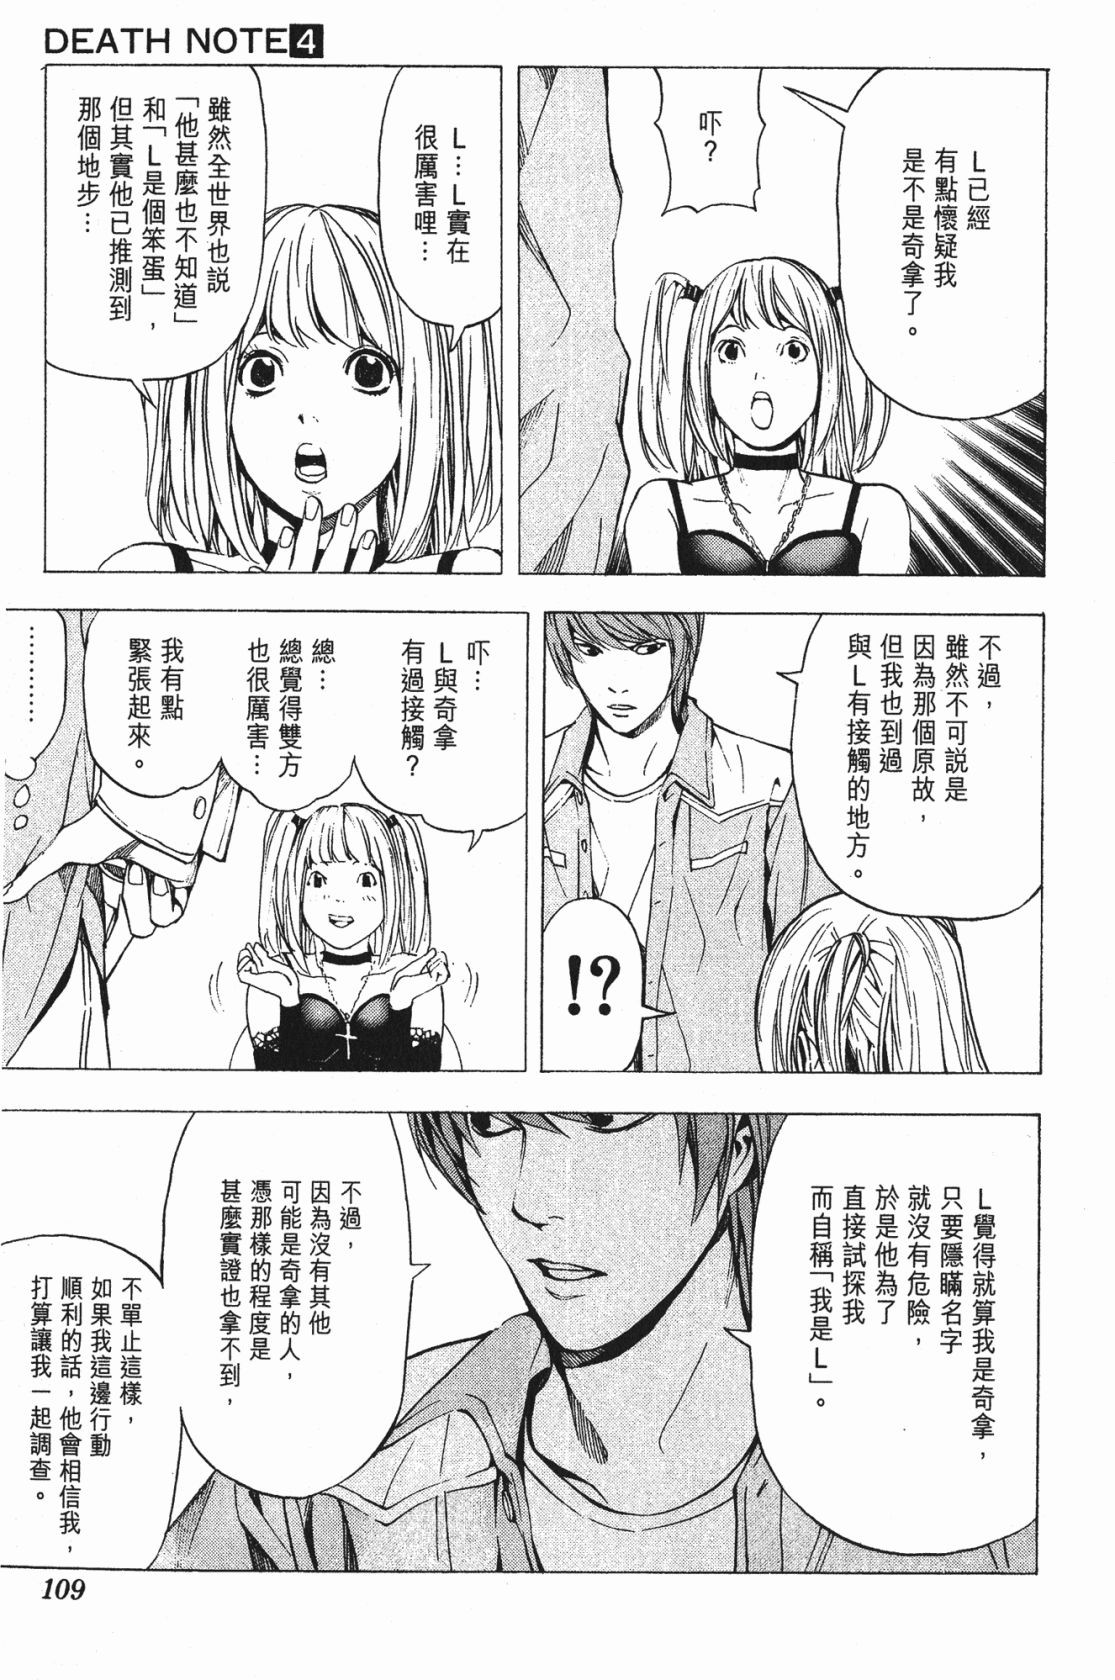 DEATH NOTE 4
L已經
有點懷疑我
是不是奇拿了。
吓?
L…L實在
很厲害哩…
雖然全世界也說
「他甚麼也不知道」
和「L是個笨蛋」,
但其實他已推測到
那個地步…
不過,
雖然不可說是
因為那個原故,
但我也到過
與L有接觸的地方。
!?
吓…
L與奇拿
有過接觸?
總…
總覺得雙方
也很厲害…
我有點
緊張起來。
…………
L覺得就算我是奇拿,
只要隱瞞名字
就沒有危險,
於是他為了
直接試探我
而自稱「我是L」。
不過,
因為沒有其他
可能是奇拿的人,
憑那樣的程度是
甚麼實證也拿不到,
不單止這樣,
如果我這邊行動
順利的話,他會相信我,
打算讓我一起調查。
109